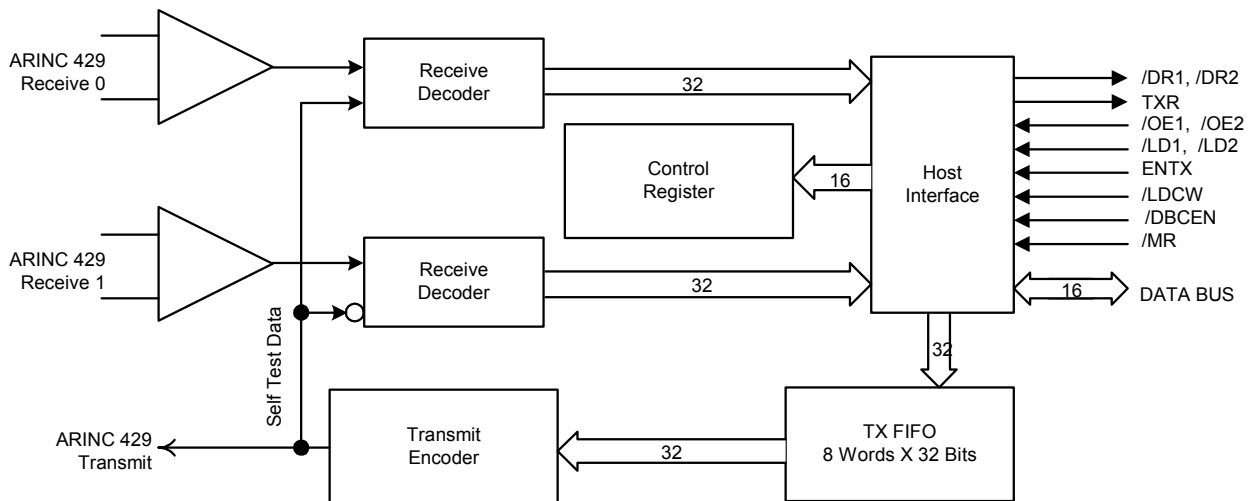 ARINC 429
Receive 0
Receive
Decoder
32
Control
Register
16
Host
Interface
/DR1, /DR2
TXR
/OE1, /OE2
/LD1, /LD2
ENTX
/LDCW
/DBCEN
/MR
16
DATA BUS
ARINC 429
Receive 1
Receive
Decoder
32
Self Test Data
32
ARINC 429
Transmit
Transmit
Encoder
32
TX FIFO
8 Words X 32 Bits